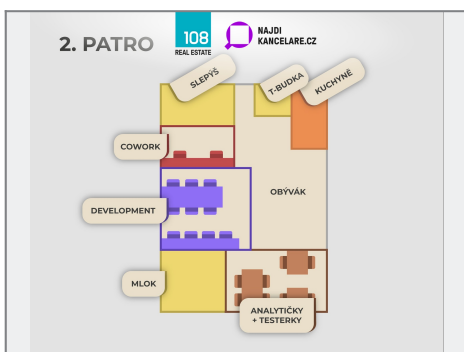 2. PATRO
108
REAL ESTATE
NAJDI
KANCELARE.CZ
SLEPÝŠ
T-BUDKA
KUCHYNĚ
COWORK
OBÝVÁK
DEVELOPMENT
MLOK
ANALYTIČKY
+ TESTERKY